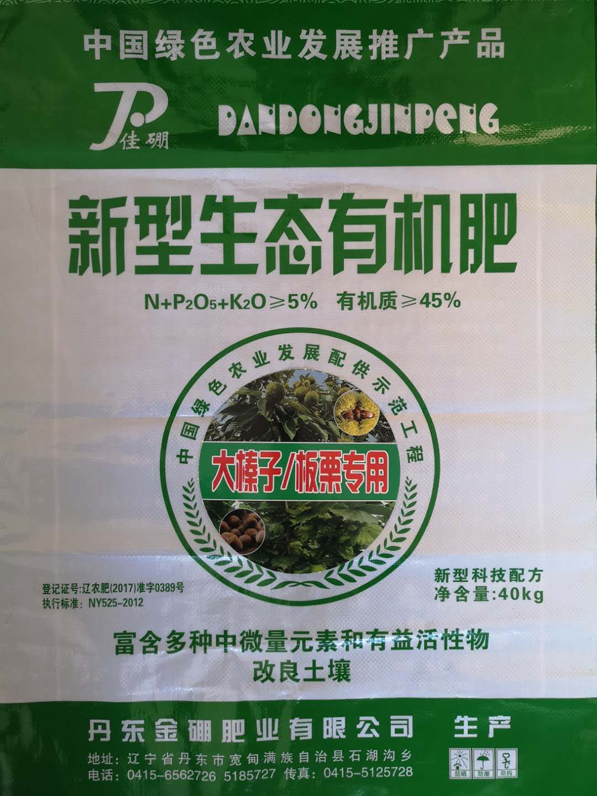 中国绿色农业发展推广产品
JP
佳硼
DANDONGJINPENG
新型生态有机肥
N+P2O5+K2O≥5% 有机质≥45%
中国绿色农业发展配供示范工程
大榛子/板栗专用
登记证号:辽农肥(2017)准字0389号
执行标准: NY525-2012
新型科技配方
净含量:40kg
富含多种中微量元素和有益活性物
改良土壤
丹东金硼肥业有限公司 生产
地址: 辽宁省丹东市宽甸满族自治县石湖沟乡
电话: 0415-6562726 5185727 传真: 0415-5125728
防晒 防潮 防钩